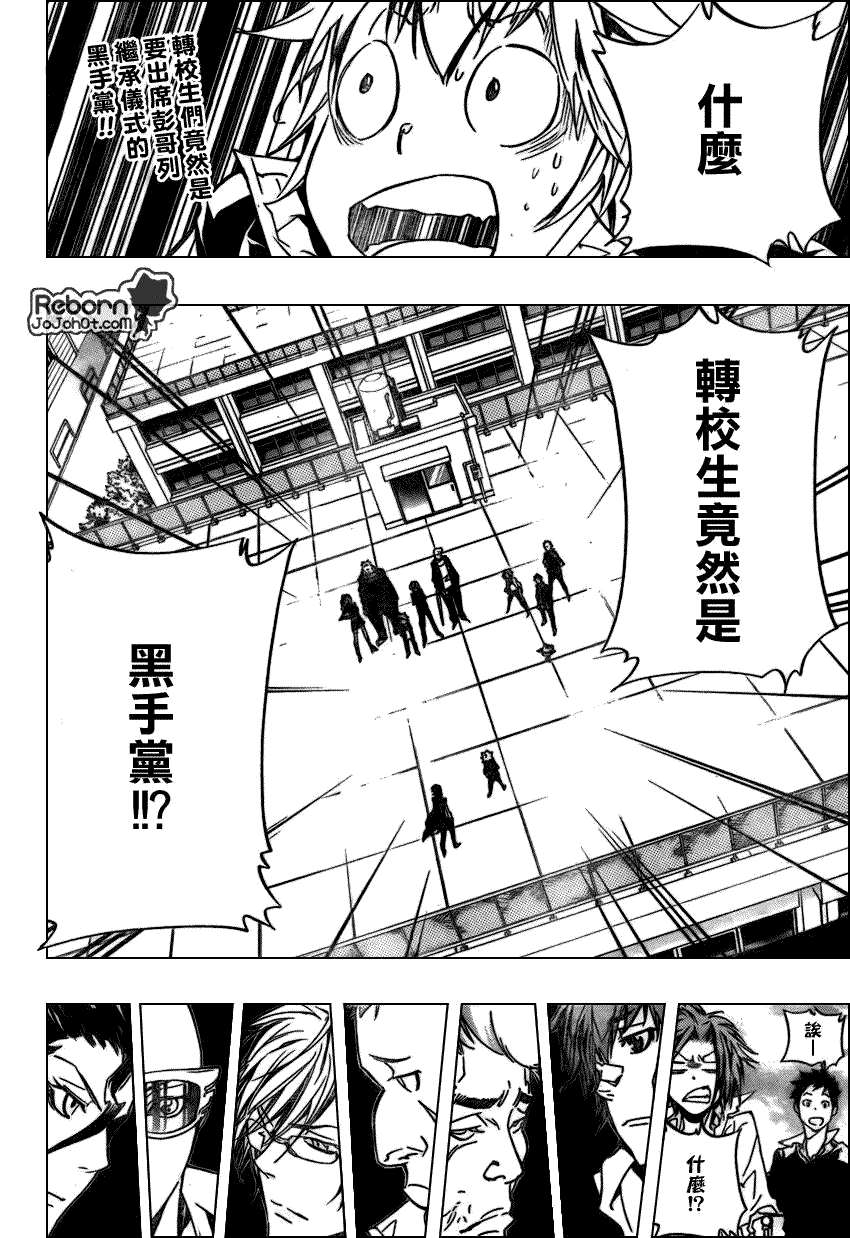 什麼
轉校生們竟然是
要出席彭哥列
繼承儀式的
黑手黨!!
Reborn
JoJoHOt.com
轉校生竟然是
黑手黨!!?
誒—
什麼!?